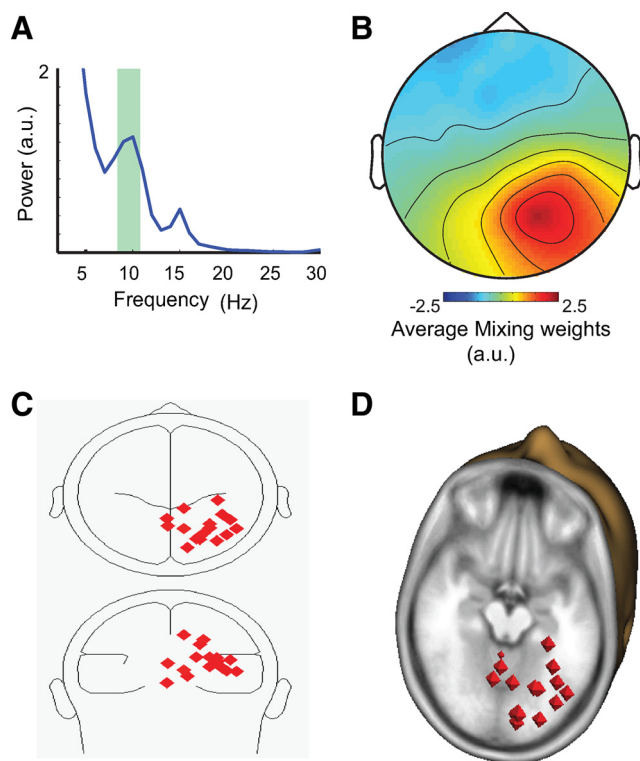 A
2
Power (a.u.)
5 10 15 20 25 30
Frequency (Hz)
B
-2.5 2.5
Average Mixing weights
(a.u.)
C
D